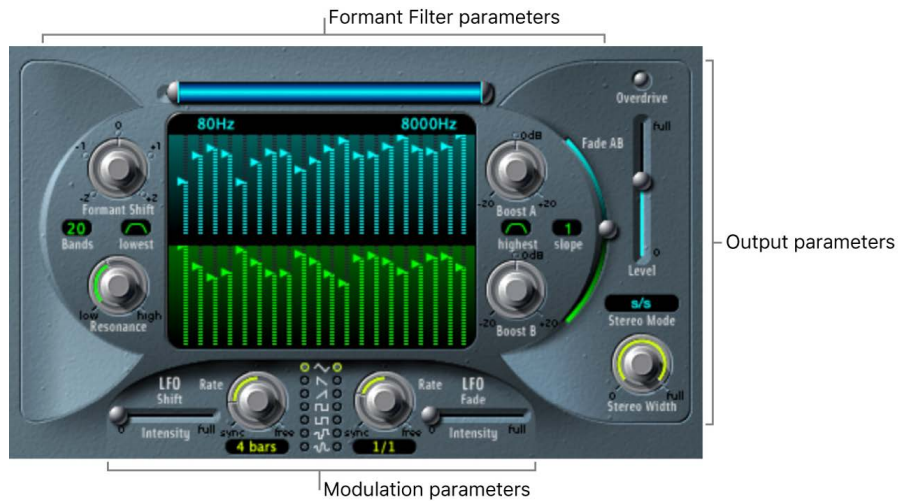 Formant Filter parameters
Overdrive
80Hz 8000Hz
full
0 0dB Fade AB
-1 +1
-2 +2 -20 +20
Formant Shift Boost A
20 1
Bands lowest highest slope
Output parameters
0dB 0
Level
s/s
low high -20 +20 Stereo Mode
Resonance Boost B
LFO Rate Rate LFO
Shift Fade
0 full sync free sync free 0 full 0 full
Intensity Intensity Stereo Width
4 bars 1/1
Modulation parameters